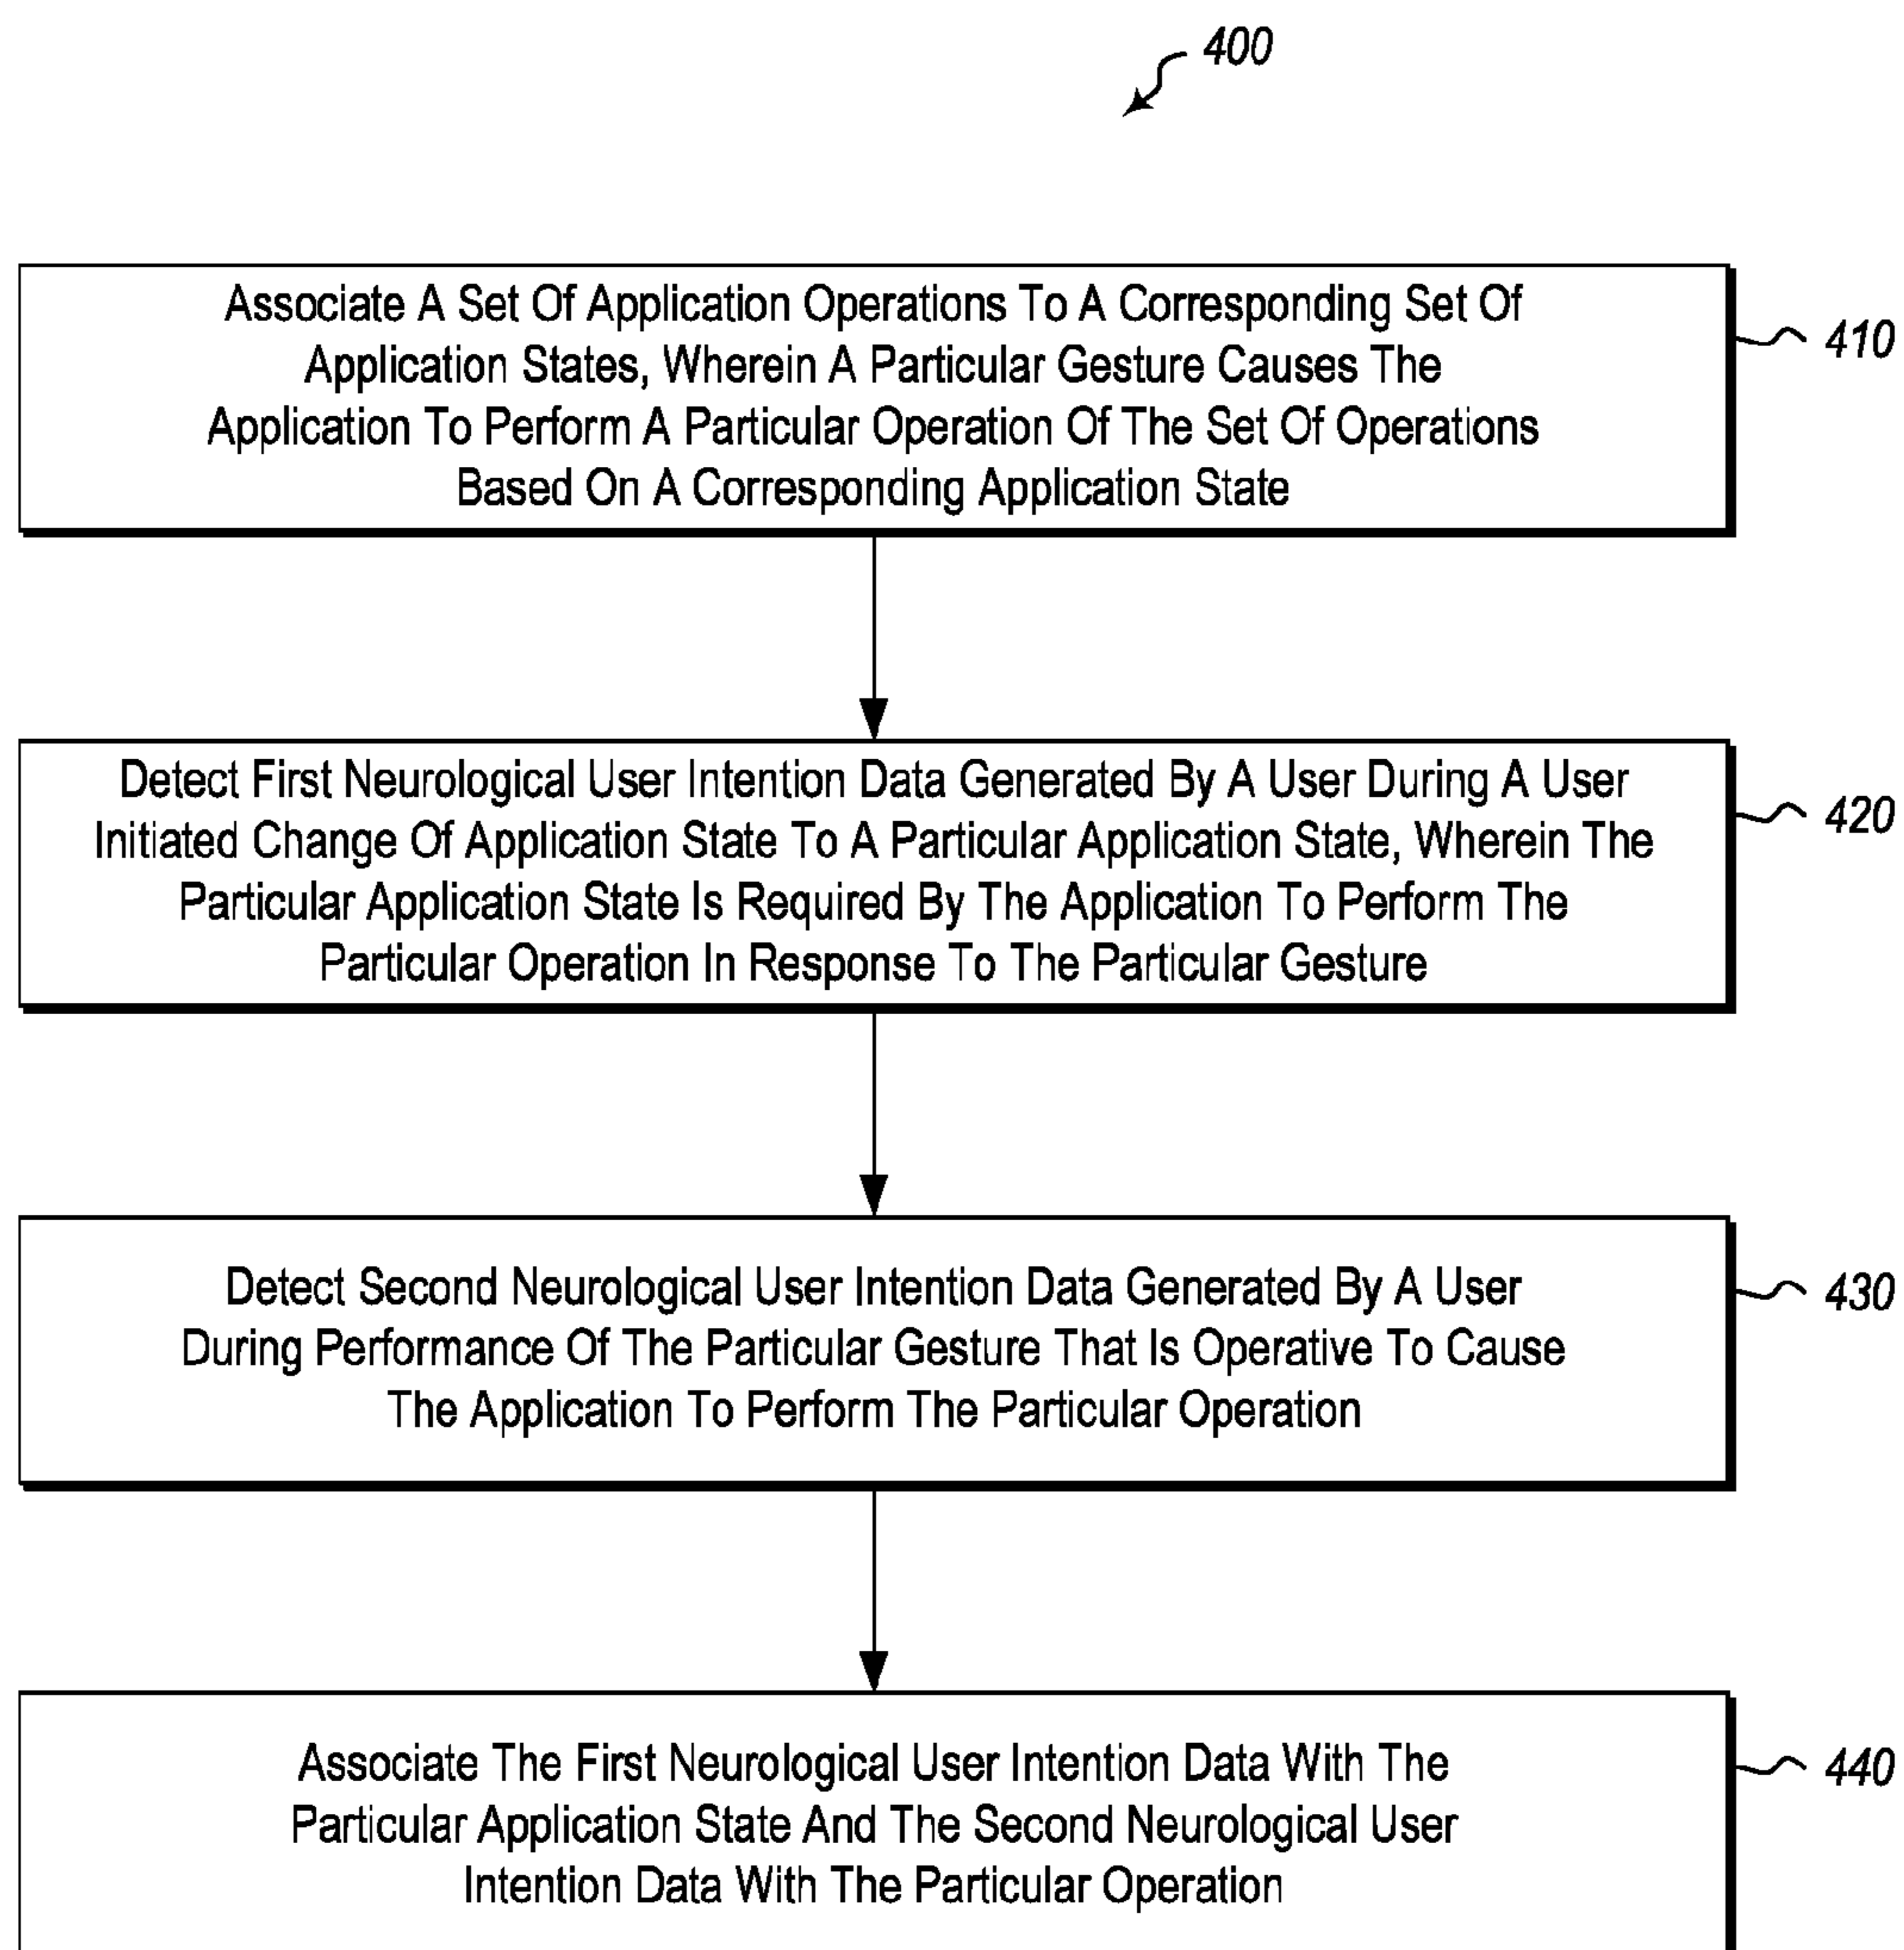 400
Associate A Set Of Application Operations To A Corresponding Set Of
Application States, Wherein A Particular Gesture Causes The
Application To Perform A Particular Operation Of The Set Of Operations
Based On A Corresponding Application State
410
Detect First Neurological User Intention Data Generated By A User During A User
Initiated Change Of Application State To A Particular Application State, Wherein The
Particular Application State Is Required By The Application To Perform The
Particular Operation In Response To The Particular Gesture
420
Detect Second Neurological User Intention Data Generated By A User
During Performance Of The Particular Gesture That Is Operative To Cause
The Application To Perform The Particular Operation
430
Associate The First Neurological User Intention Data With The
Particular Application State And The Second Neurological User
Intention Data With The Particular Operation
440